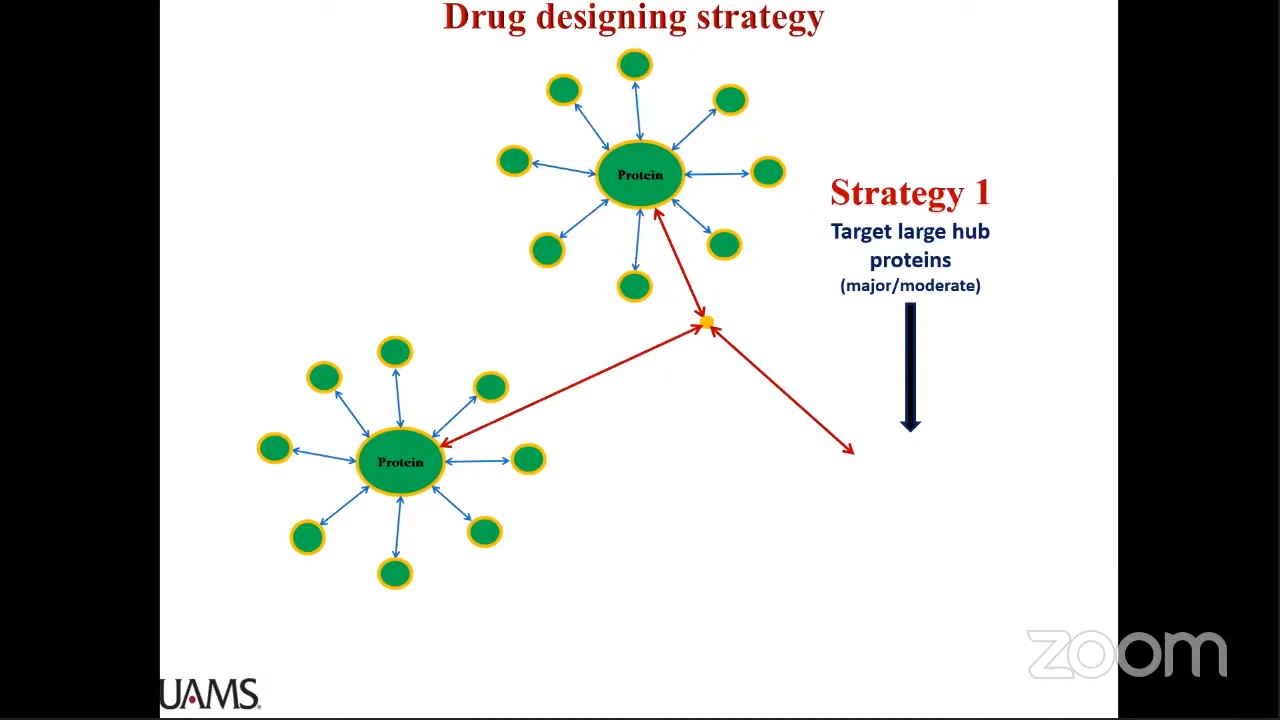 Drug designing strategy
Protein
Strategy 1
Target large hub
proteins
(major/moderate)
Protein
UAMS
zoom